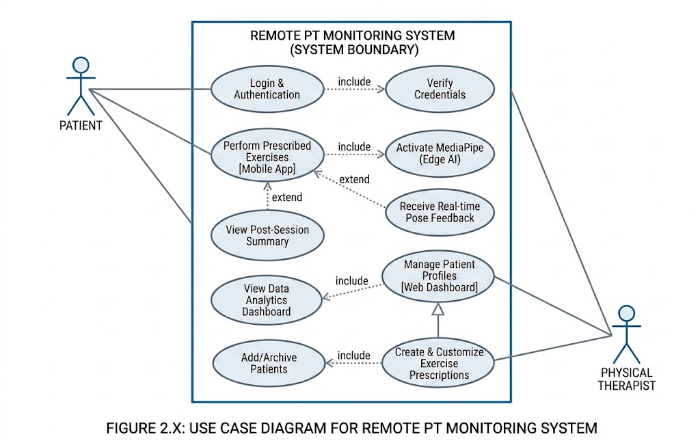 REMOTE PT MONITORING SYSTEM
(SYSTEM BOUNDARY)
PATIENT
Login &
Authentication
include
Verify
Credentials
Perform Prescribed
Exercises
[Mobile App]
include
Activate MediaPipe
(Edge AI)
extend
extend
Receive Real-time
Pose Feedback
View Post-Session
Summary
Manage Patient
Profiles
[Web Dashboard]
include
View Data
Analytics
Dashboard
Add/Archive
Patients
include
Create & Customize
Exercise
Prescriptions
PHYSICAL
THERAPIST
FIGURE 2.X: USE CASE DIAGRAM FOR REMOTE PT MONITORING SYSTEM